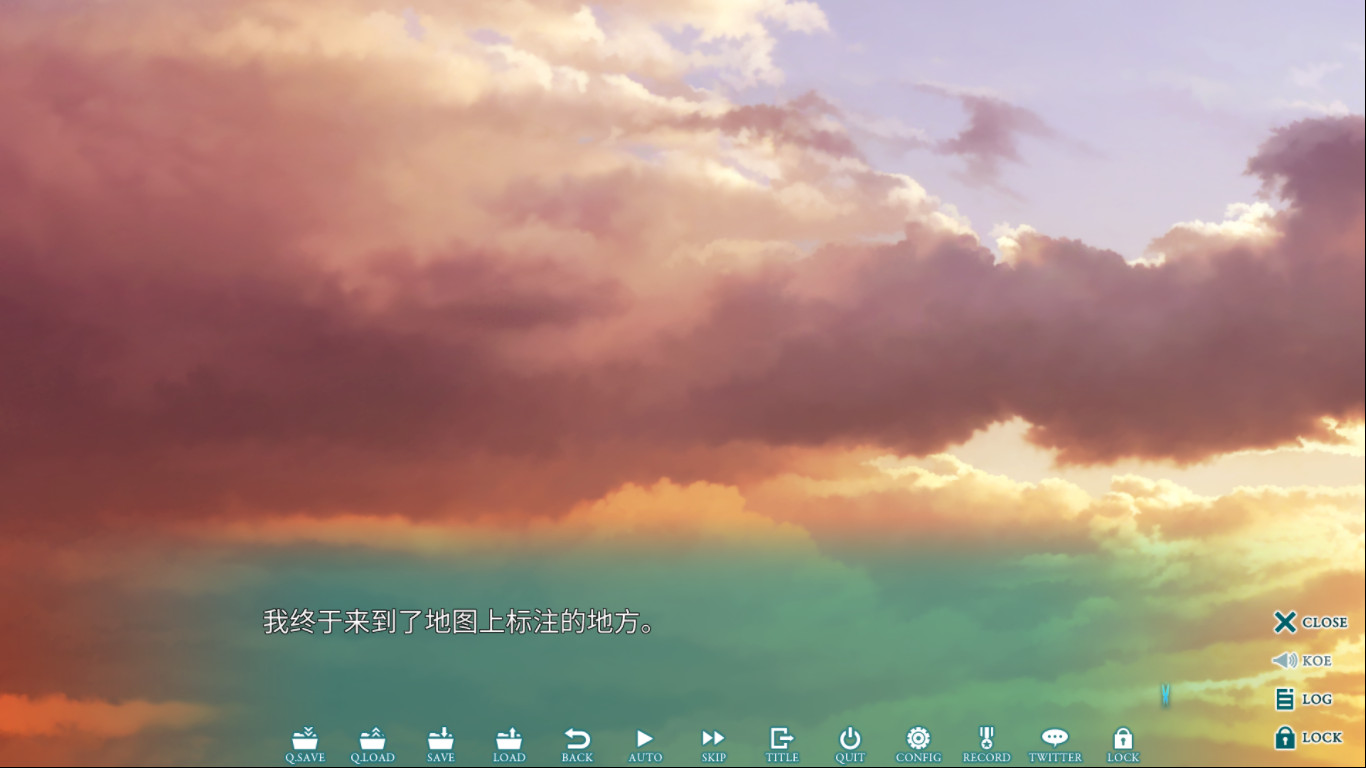 我终于来到了地图上标注的地方。
CLOSE
KOE
LOG
LOCK
Q.SAVE Q.LOAD SAVE LOAD BACK AUTO SKIP TITLE QUIT CONFIG RECORD TWITTER LOCK